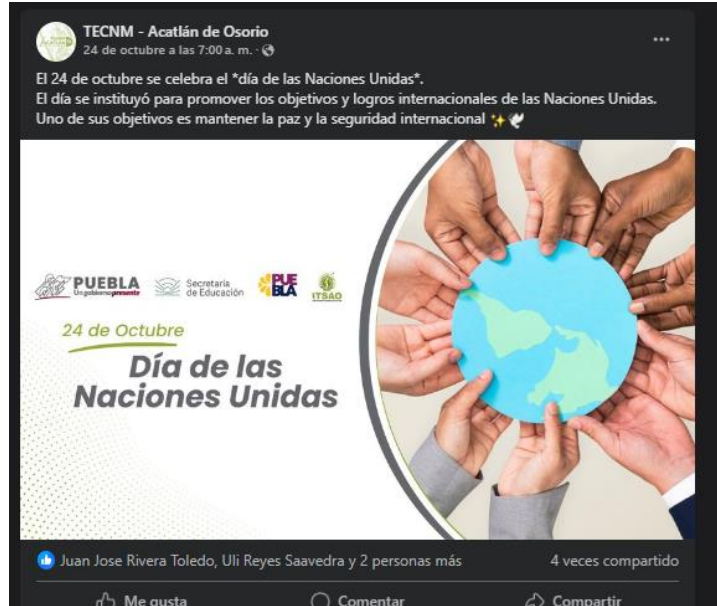 TECNM - Acatlán de Osorio
24 de octubre a las 7:00 a. m. ·
El 24 de octubre se celebra el *día de las Naciones Unidas*.
El día se instituyó para promover los objetivos y logros internacionales de las Naciones Unidas.
Uno de sus objetivos es mantener la paz y la seguridad internacional ✨🕊
PUEBLA
Un gobierno presente
Secretaría
de Educación
PUE
BLA
ITSAO
24 de Octubre
Día de las
Naciones Unidas
Juan Jose Rivera Toledo, Uli Reyes Saavedra y 2 personas más
4 veces compartido
Me gusta
Comentar
Compartir